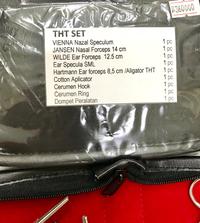 360000
THT SET
VIENNA Nazal Speculum 1 pc
JANSEN Nasal Forceps 14 cm 1 pc
WILDE Ear Forceps 12.5 cm 1 pc
Ear Specula SML 1 pc
Hartmann Ear forceps 8,5 cm /Aligator THT 1 pc
Cotton Aplicator 1 pc
Cerumen Hook 1 pc
Cerumen Ring 1 pc
Dompet Peralatan 1 pc